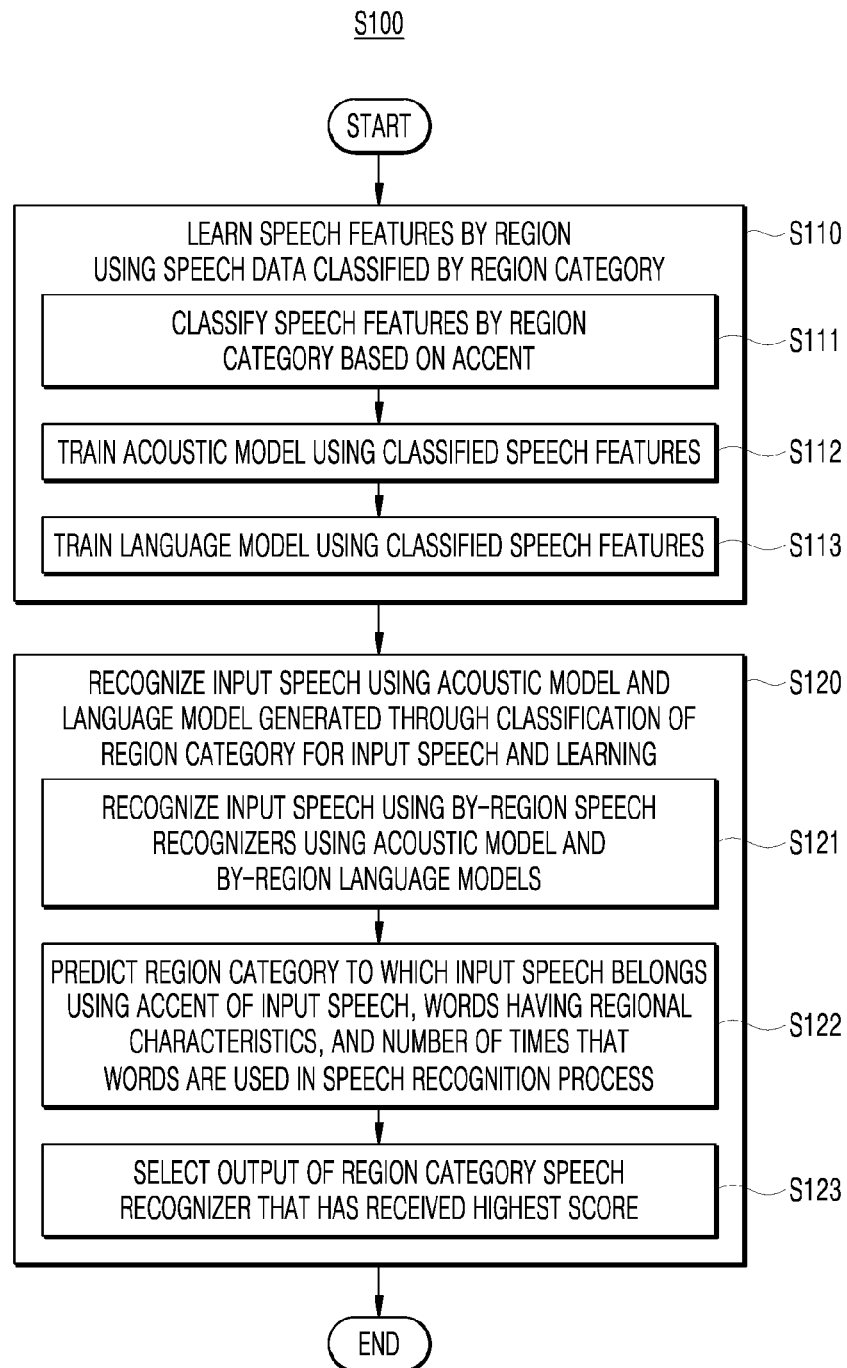 S100
START
LEARN SPEECH FEATURES BY REGION
USING SPEECH DATA CLASSIFIED BY REGION CATEGORY
S110
CLASSIFY SPEECH FEATURES BY REGION
CATEGORY BASED ON ACCENT
S111
TRAIN ACOUSTIC MODEL USING CLASSIFIED SPEECH FEATURES
S112
TRAIN LANGUAGE MODEL USING CLASSIFIED SPEECH FEATURES
S113
RECOGNIZE INPUT SPEECH USING ACOUSTIC MODEL AND
LANGUAGE MODEL GENERATED THROUGH CLASSIFICATION OF
REGION CATEGORY FOR INPUT SPEECH AND LEARNING
S120
RECOGNIZE INPUT SPEECH USING BY-REGION SPEECH
RECOGNIZERS USING ACOUSTIC MODEL AND
BY-REGION LANGUAGE MODELS
S121
PREDICT REGION CATEGORY TO WHICH INPUT SPEECH BELONGS
USING ACCENT OF INPUT SPEECH, WORDS HAVING REGIONAL
CHARACTERISTICS, AND NUMBER OF TIMES THAT
WORDS ARE USED IN SPEECH RECOGNITION PROCESS
S122
SELECT OUTPUT OF REGION CATEGORY SPEECH
RECOGNIZER THAT HAS RECEIVED HIGHEST SCORE
S123
END